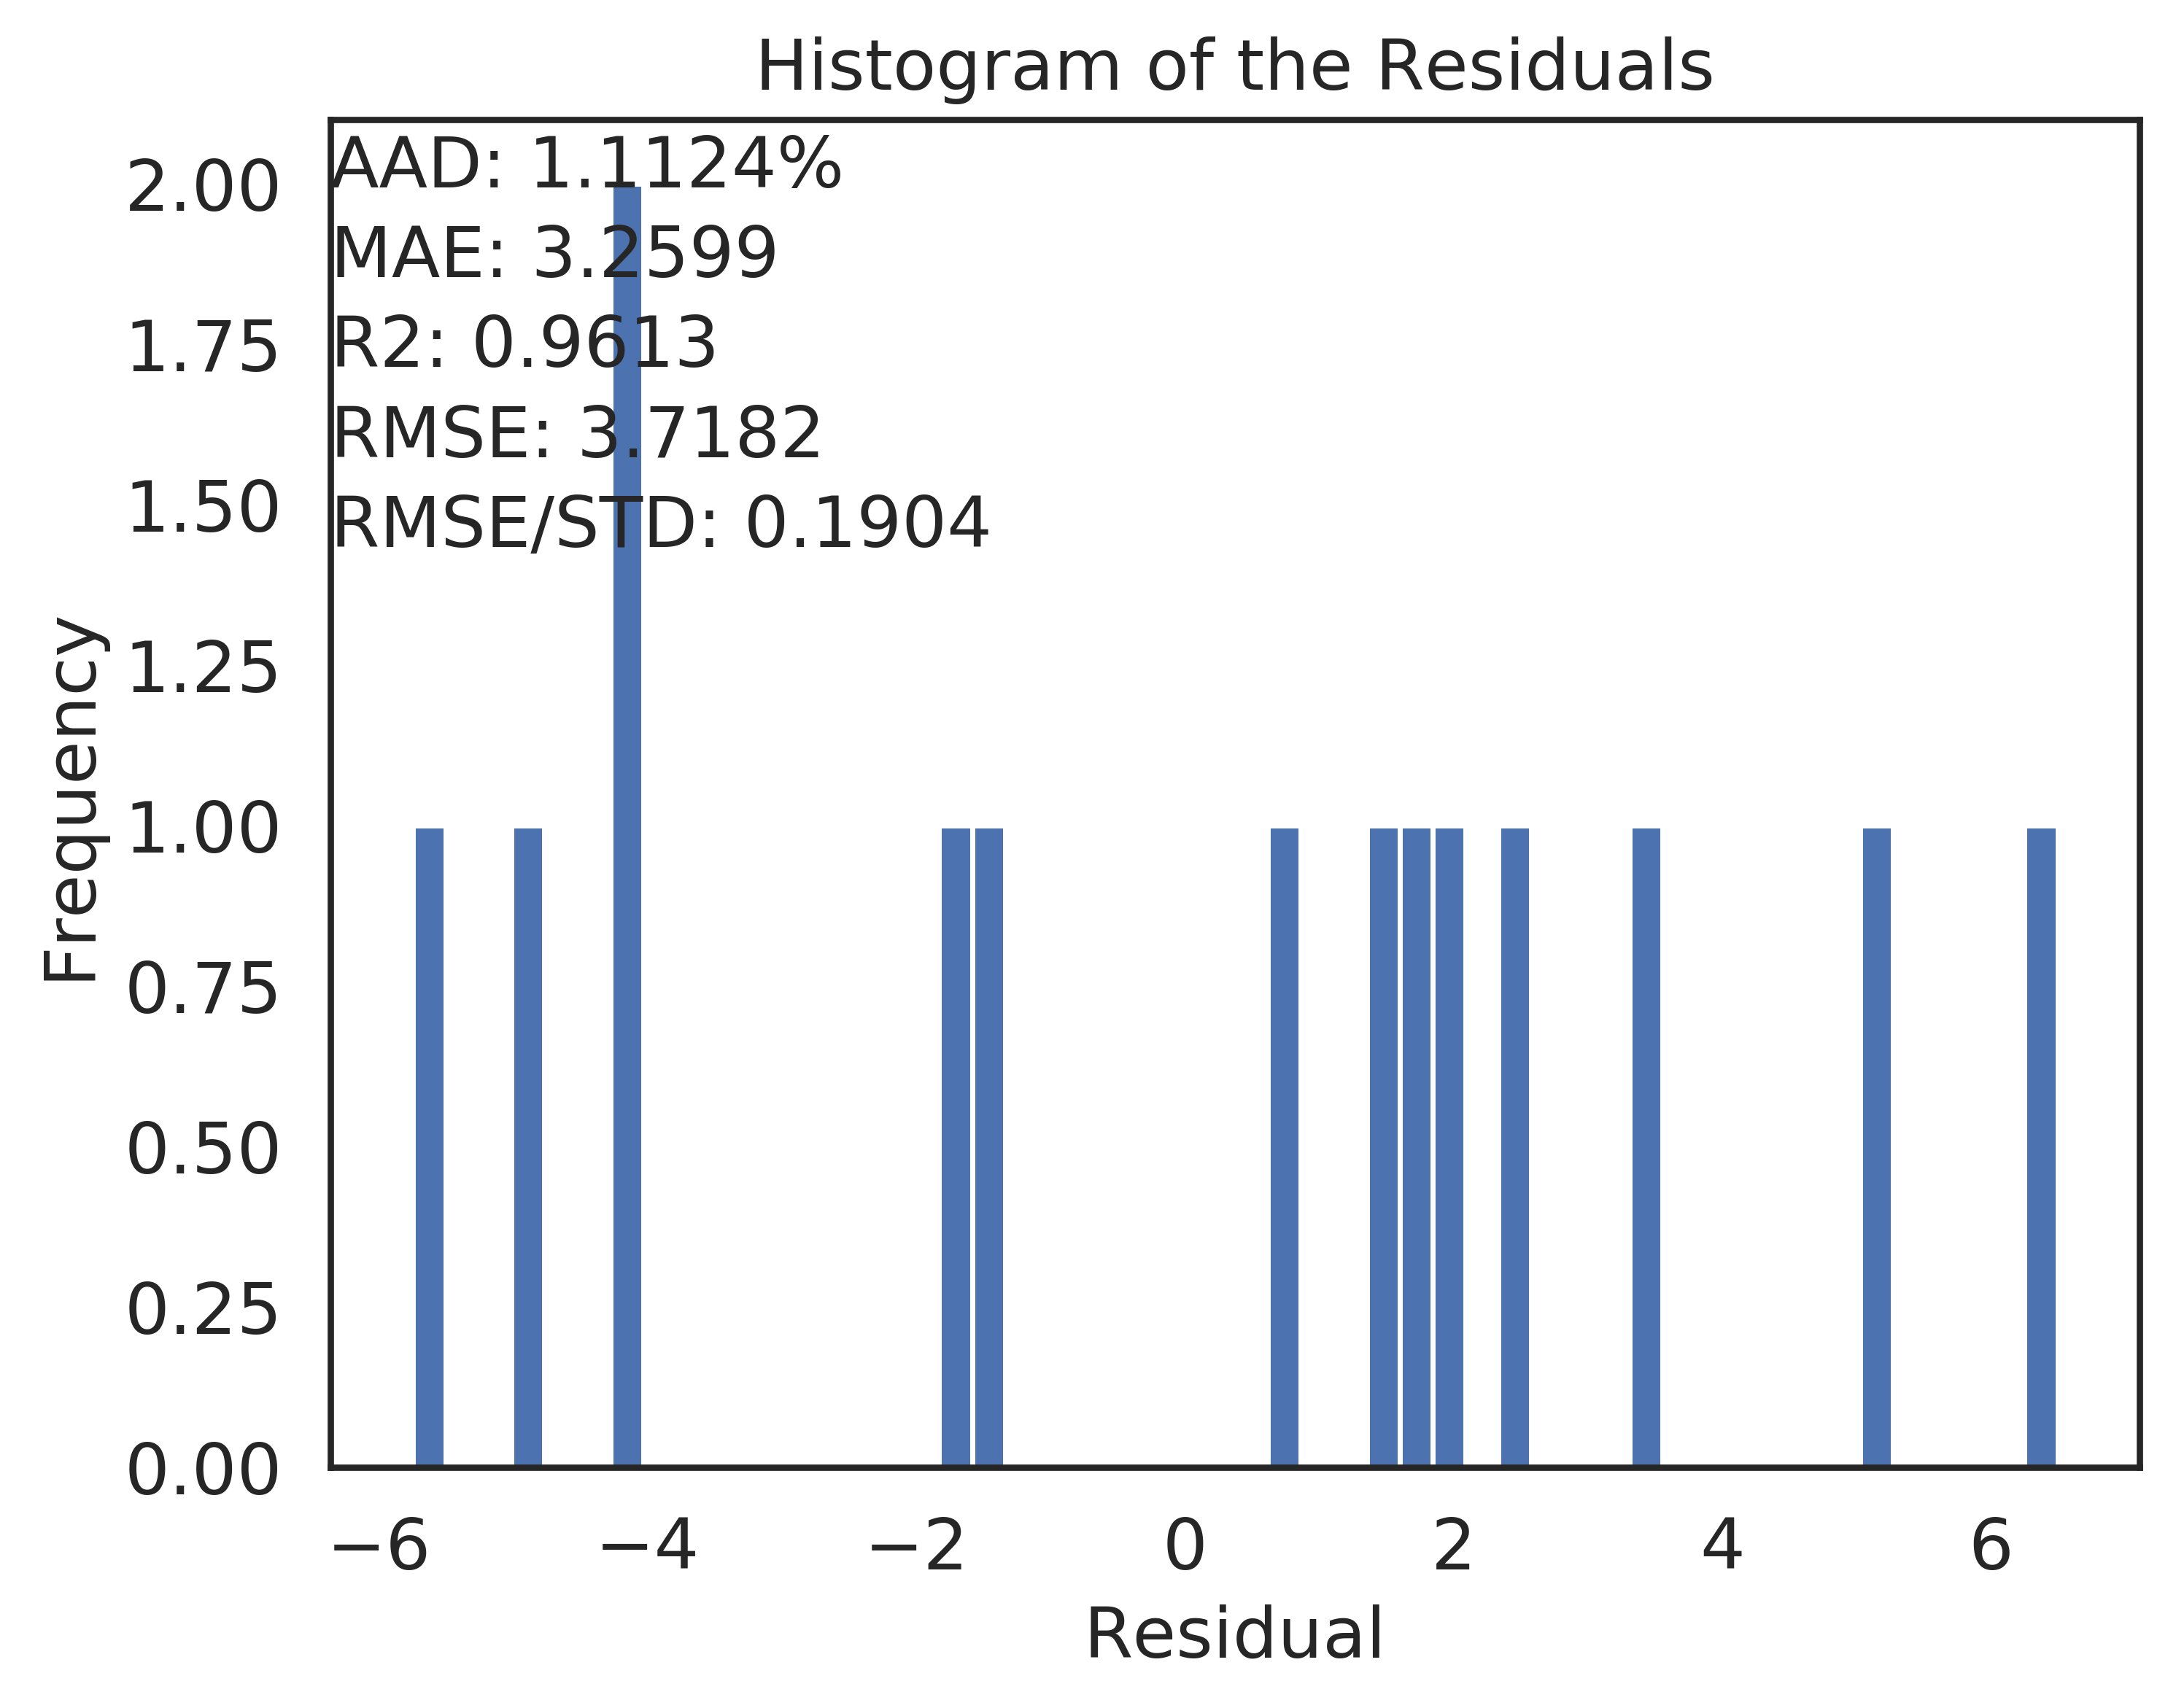 Histogram of the Residuals
AAD: 1.1124%
MAE: 3.2599
R2: 0.9613
RMSE: 3.7182
RMSE/STD: 0.1904
2.00
1.75
1.50
1.25
1.00
0.75
0.50
0.25
0.00
Frequency
−6 −4 −2 0 2 4 6
Residual